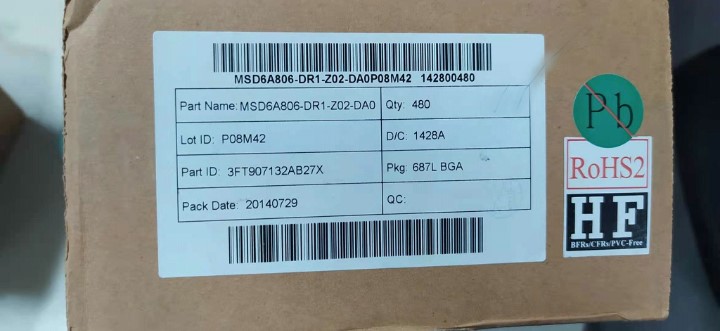 MSD6A806-DR1-Z02-DA0P08M42 142800480
Part Name: MSD6A806-DR1-Z02-DA0 Qty: 480
Lot ID: P08M42 D/C: 1428A
Part ID: 3FT907132AB27X Pkg: 687L BGA
Pack Date: 20140729 QC:
Pb
RoHS2
HF
BFRs/CFRs/PVC-Free